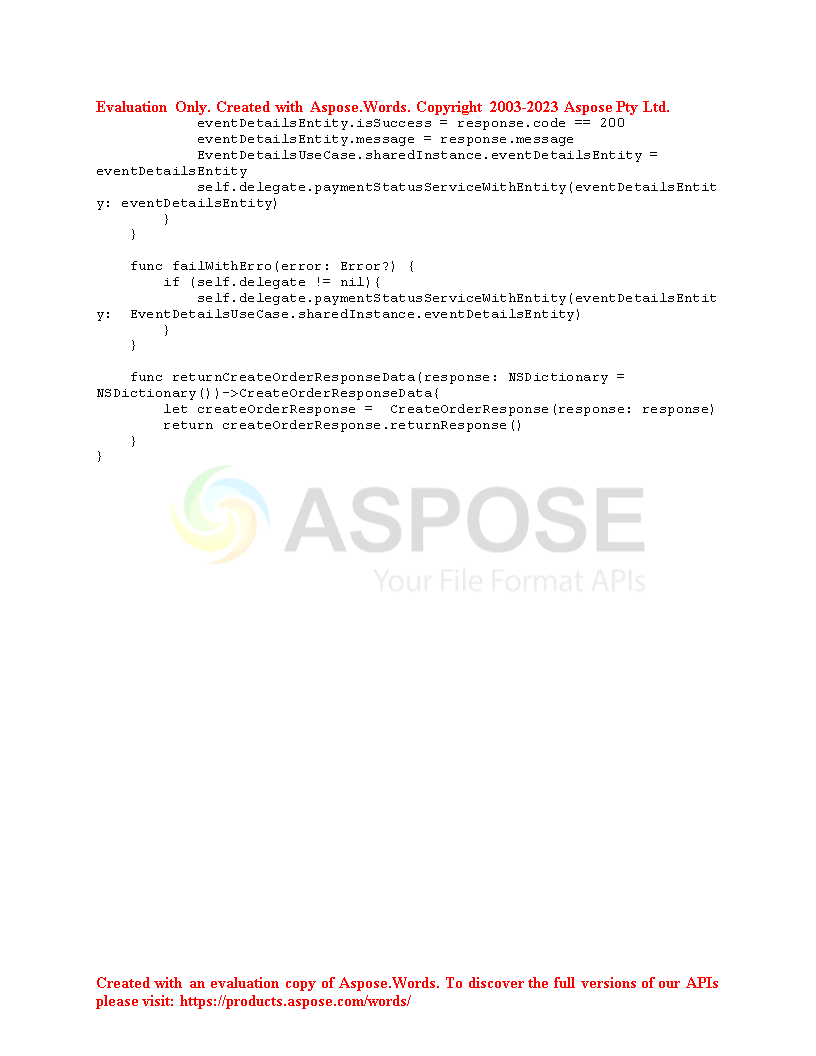 Evaluation Only. Created with Aspose.Words. Copyright 2003-2023 Aspose Pty Ltd.
            eventDetailsEntity.isSuccess = response.code == 200
            eventDetailsEntity.message = response.message
            EventDetailsUseCase.sharedInstance.eventDetailsEntity =
eventDetailsEntity
            self.delegate.paymentStatusServiceWithEntity(eventDetailsEntit
y: eventDetailsEntity)
        }
    }
    func failWithErro(error: Error?) {
        if (self.delegate != nil){
            self.delegate.paymentStatusServiceWithEntity(eventDetailsEntit
y:  EventDetailsUseCase.sharedInstance.eventDetailsEntity)
        }
    }
    func returnCreateOrderResponseData(response: NSDictionary =
NSDictionary())->CreateOrderResponseData{
        let createOrderResponse =  CreateOrderResponse(response: response)
        return createOrderResponse.returnResponse()
    }
}
ASPOSE
Your File Format APIs
Created with an evaluation copy of Aspose.Words. To discover the full versions of our APIs
please visit: https://products.aspose.com/words/